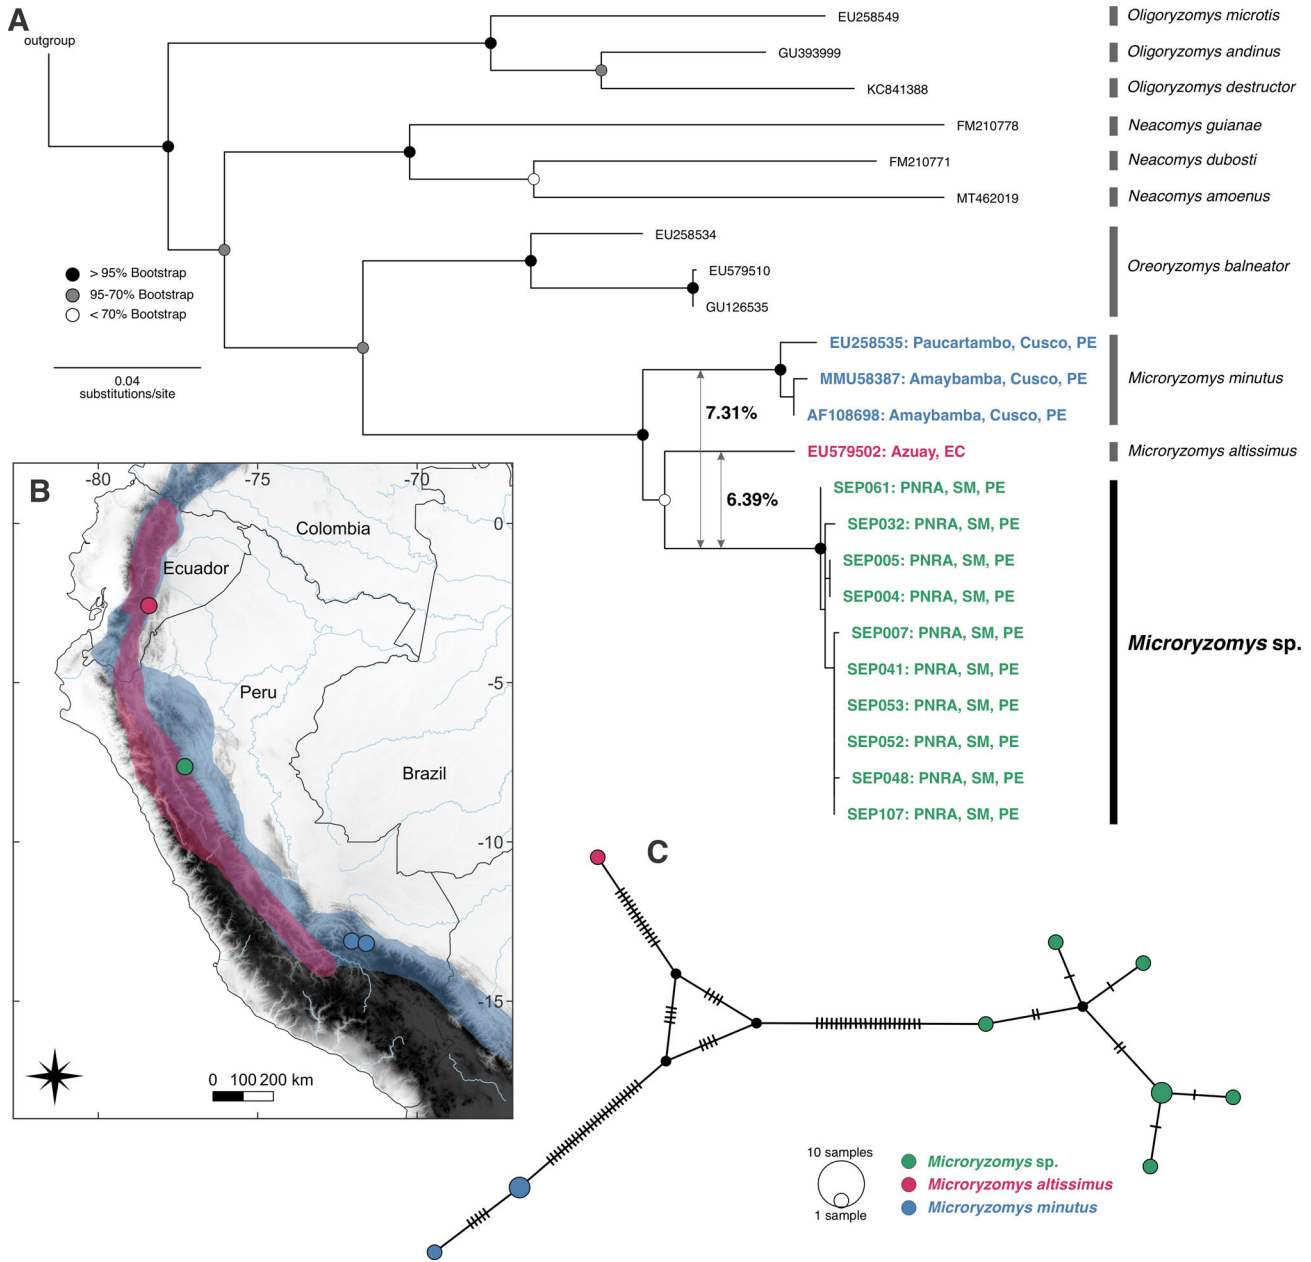 A
outgroup
EU258549
Oligoryzomys microtis
GU393999
Oligoryzomys andinus
KC841388
Oligoryzomys destructor
FM210778
Neacomys guianae
FM210771
Neacomys dubosti
MT462019
Neacomys amoenus
EU258534
EU579510
Oreoryzomys balneator
GU126535
> 95% Bootstrap
95-70% Bootstrap
< 70% Bootstrap
0.04
substitutions/site
EU258535: Paucartambo, Cusco, PE
MMU58387: Amaybamba, Cusco, PE
Microryzomys minutus
AF108698: Amaybamba, Cusco, PE
7.31%
EU579502: Azuay, EC
Microryzomys altissimus
6.39%
SEP061: PNRA, SM, PE
SEP032: PNRA, SM, PE
SEP005: PNRA, SM, PE
SEP004: PNRA, SM, PE
SEP007: PNRA, SM, PE
Microryzomys sp.
SEP041: PNRA, SM, PE
SEP053: PNRA, SM, PE
SEP052: PNRA, SM, PE
SEP048: PNRA, SM, PE
SEP107: PNRA, SM, PE
B
-80
-75
-70
0
-5
-10
-15
Colombia
Ecuador
Peru
Brazil
0 100 200 km
C
10 samples
1 sample
Microryzomys sp.
Microryzomys altissimus
Microryzomys minutus